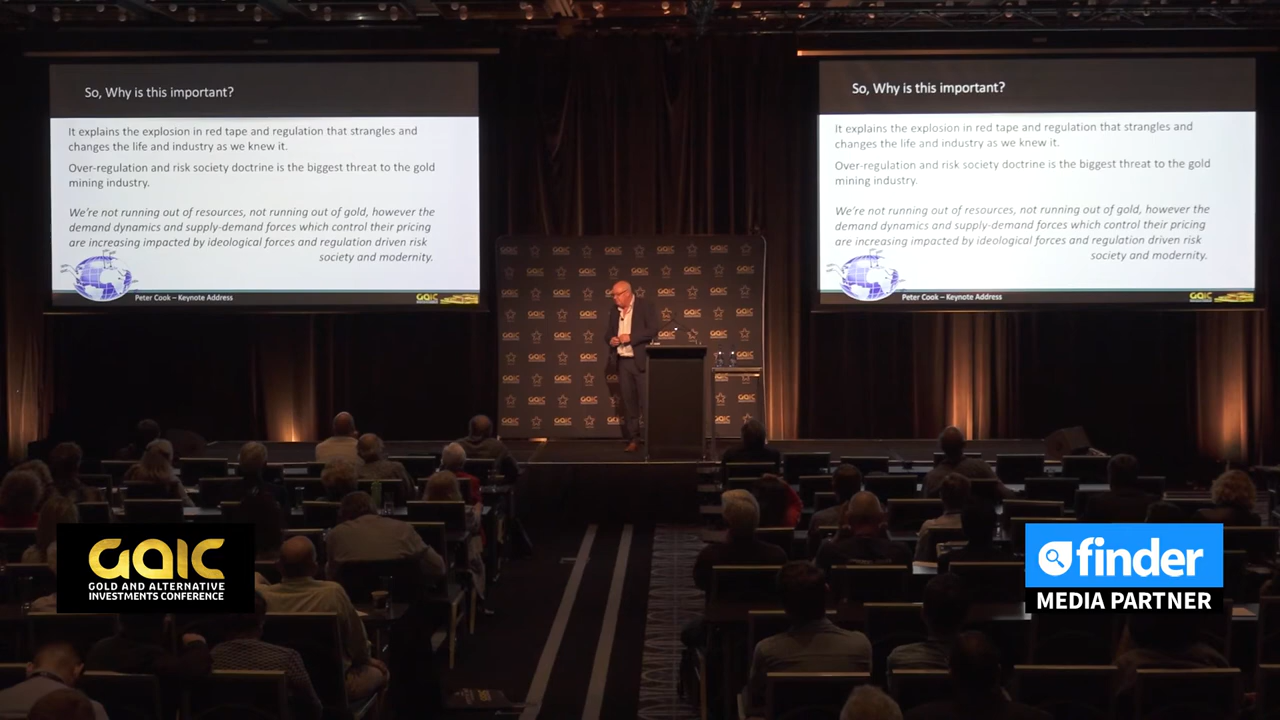 So, Why is this important?
It explains the explosion in red tape and regulation that strangles and
changes the life and industry as we knew it.
Over-regulation and risk society doctrine is the biggest threat to the gold
mining industry.
We're not running out of resources, not running out of gold, however the
demand dynamics and supply-demand forces which control their pricing
are increasing impacted by ideological forces and regulation driven risk
society and modernity.
Peter Cook – Keynote Address
GAIC
So, Why is this important?
It explains the explosion in red tape and regulation that strangles and
changes the life and industry as we knew it.
Over-regulation and risk society doctrine is the biggest threat to the gold
mining industry.
We're not running out of resources, not running out of gold, however the
demand dynamics and supply-demand forces which control their pricing
are increasing impacted by ideological forces and regulation driven risk
society and modernity.
Peter Cook – Keynote Address
GAIC
GAIC
GOLD AND ALTERNATIVE
INVESTMENTS CONFERENCE
finder
MEDIA PARTNER